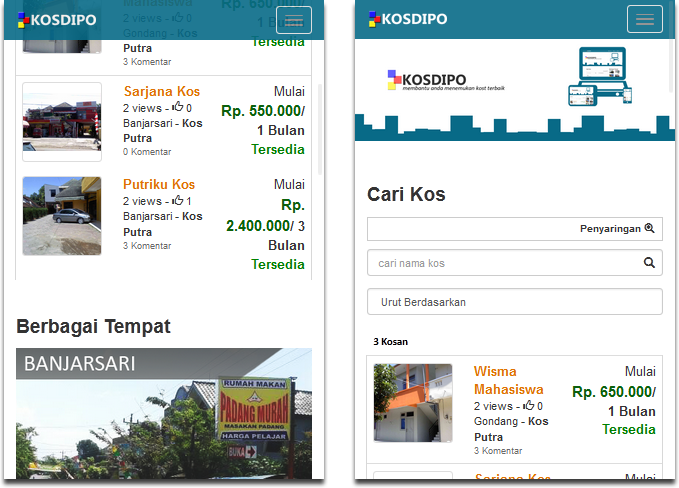 Mahasiswa
KOSDIPO
2 views - 0
Gondang - Kos
Putra
3 Komentar
/ 1 Bulan
Tersedia
Sarjana Kos
2 views - 0
Banjarsari - Kos
Putra
0 Komentar
Mulai
Rp. 550.000/
1 Bulan
Tersedia
Putriku Kos
2 views - 1
Banjarsari - Kos
Putra
3 Komentar
Mulai
Rp.
2.400.000/ 3
Bulan
Tersedia
Berbagai Tempat
BANJARSARI
RUMAH MAKAN
PADANG MURAH
MASAKAN PADANG
HARGA PELAJAR
BUKA
KOSDIPO
KOSDIPO
membantu anda menemukan kost terbaik
Cari Kos
Penyaringan
cari nama kos
Urut Berdasarkan
3 Kosan
Wisma
Mahasiswa
2 views - 0
Gondang - Kos
Putra
3 Komentar
Mulai
Rp. 650.000/
1 Bulan
Tersedia
Sarjana Kos
Mulai